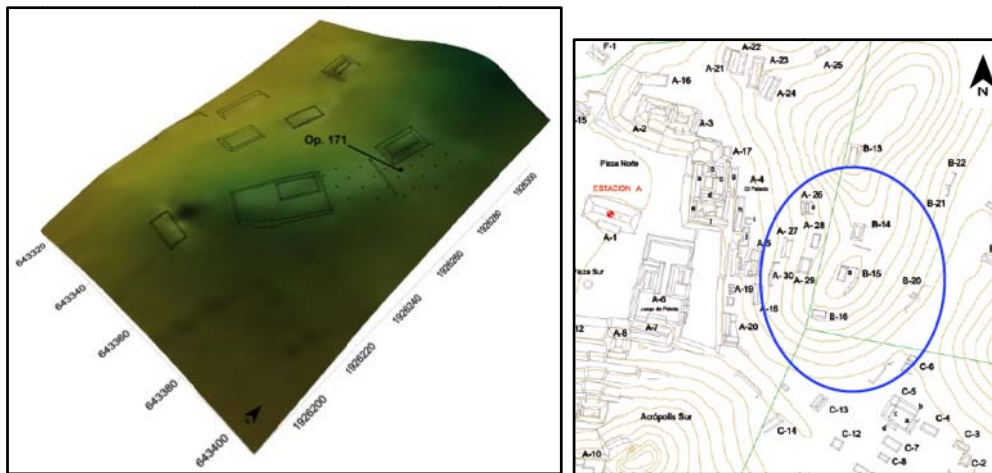 Op. 171
643320
643340
643360
643380
643400
1926200
1926220
1926240
1926260
1926280
1926300
N
F-1
A-22
A-21
A-23
A-25
A-16
A-24
A-2
A-3
A-17
B-13
Plaza Norte
A-4
El Palacio
B-22
ESTACION A
A-26
B-21
A-1
A-27
A-28
B-14
A-5
A-30
A-29
B-15
B-20
A-6
Juego de Pelota
A-19
A-18
B-16
A-8
A-7
A-20
C-6
C-5
C-13
Acrópolis Sur
C-14
C-4
C-12
C-7
C-3
A-10
C-8
C-2